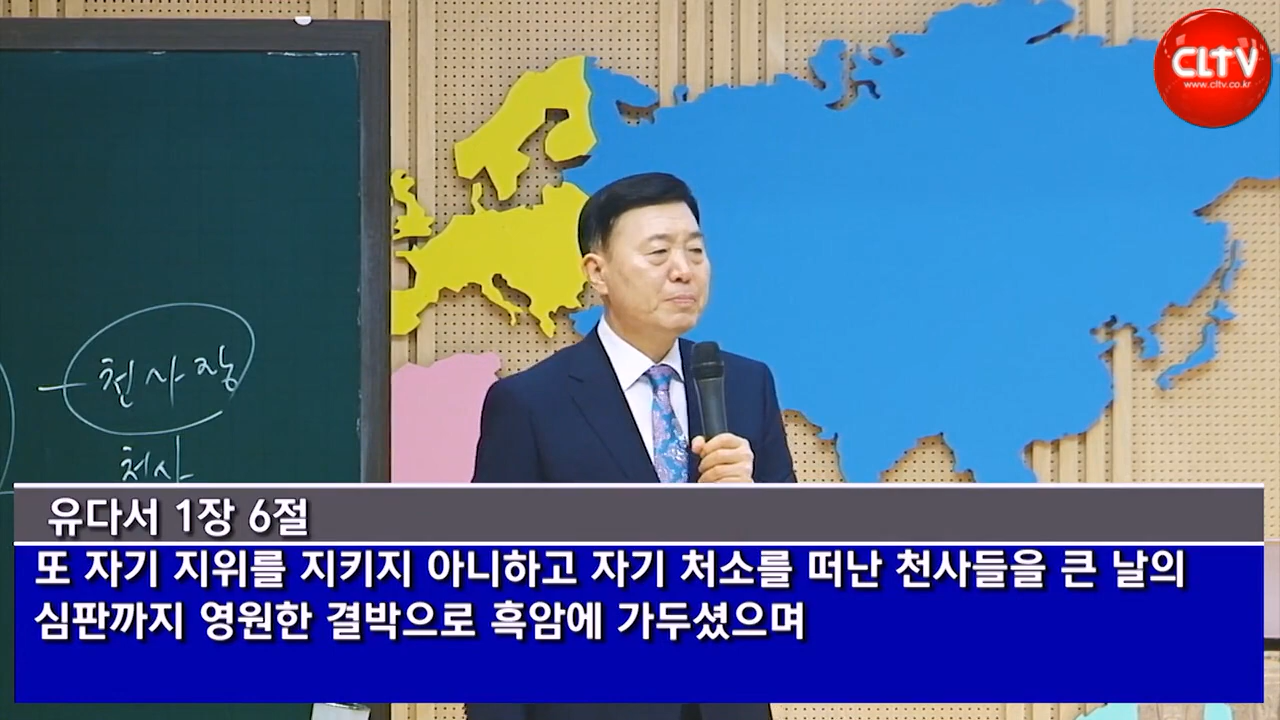 CLTV
www.cltv.co.kr
천사장
천사
유다서 1장 6절
또 자기 지위를 지키지 아니하고 자기 처소를 떠난 천사들을 큰 날의
심판까지 영원한 결박으로 흑암에 가두셨으며